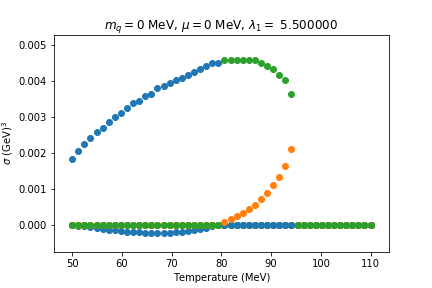 $m_q = 0$ MeV, $\mu = 0$ MeV, $\lambda_1 =$ 5.500000
0.005
0.004
0.003
0.002
0.001
0.000
σ (GeV)³
50 60 70 80 90 100 110
Temperature (MeV)